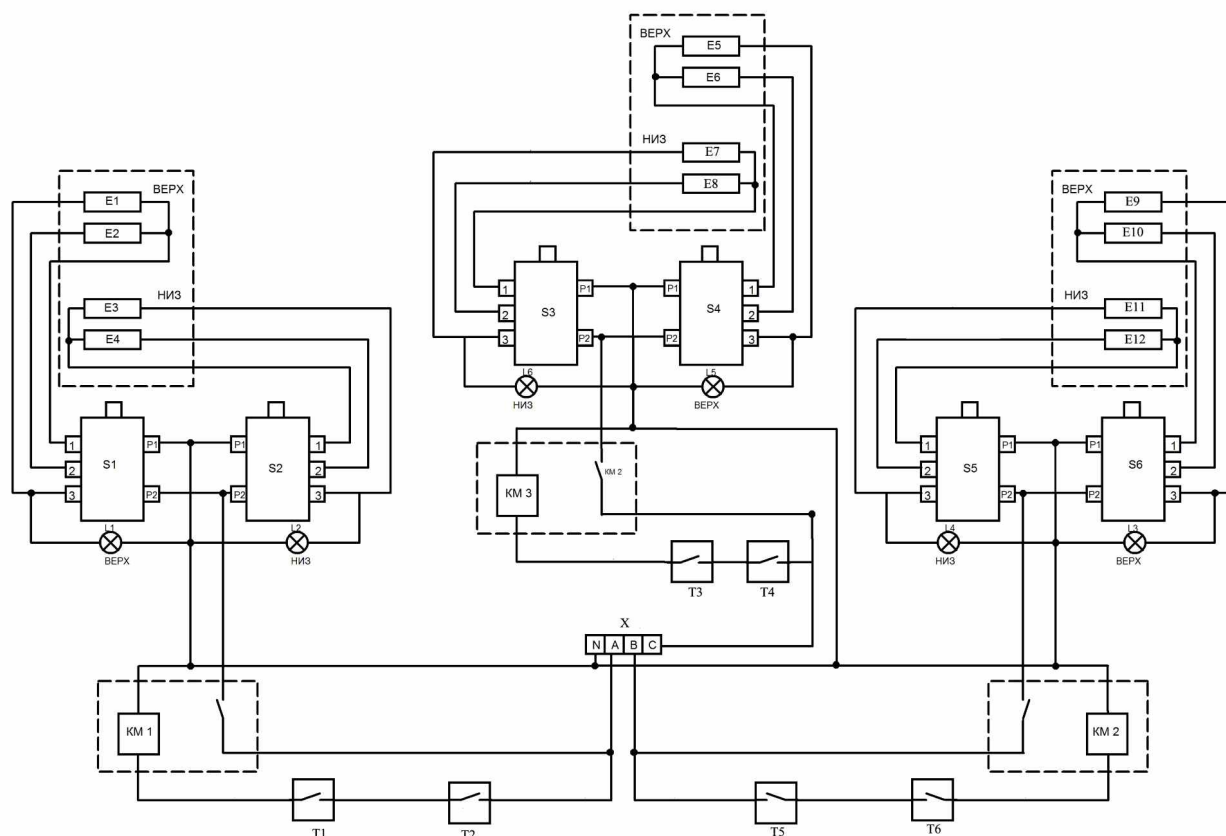 ВЕРХ
E5
E6
НИЗ
E7
E8
ВЕРХ
E1
E2
НИЗ
E3
E4
ВЕРХ
E9
E10
НИЗ
E11
E12
1 P1 P1 1
2 S3 S4 2
3 P2 P2 3
L6 L5
НИЗ ВЕРХ
1 P1 P1 1
2 S1 S2 2
3 P2 P2 3
L1 L2
ВЕРХ НИЗ
1 P1 P1 1
2 S5 S6 2
3 P2 P2 3
L4 L3
НИЗ ВЕРХ
КМ 3 КМ 2
T3 T4
X
N A B C
КМ 1
КМ 2
T1 T2 T5 T6